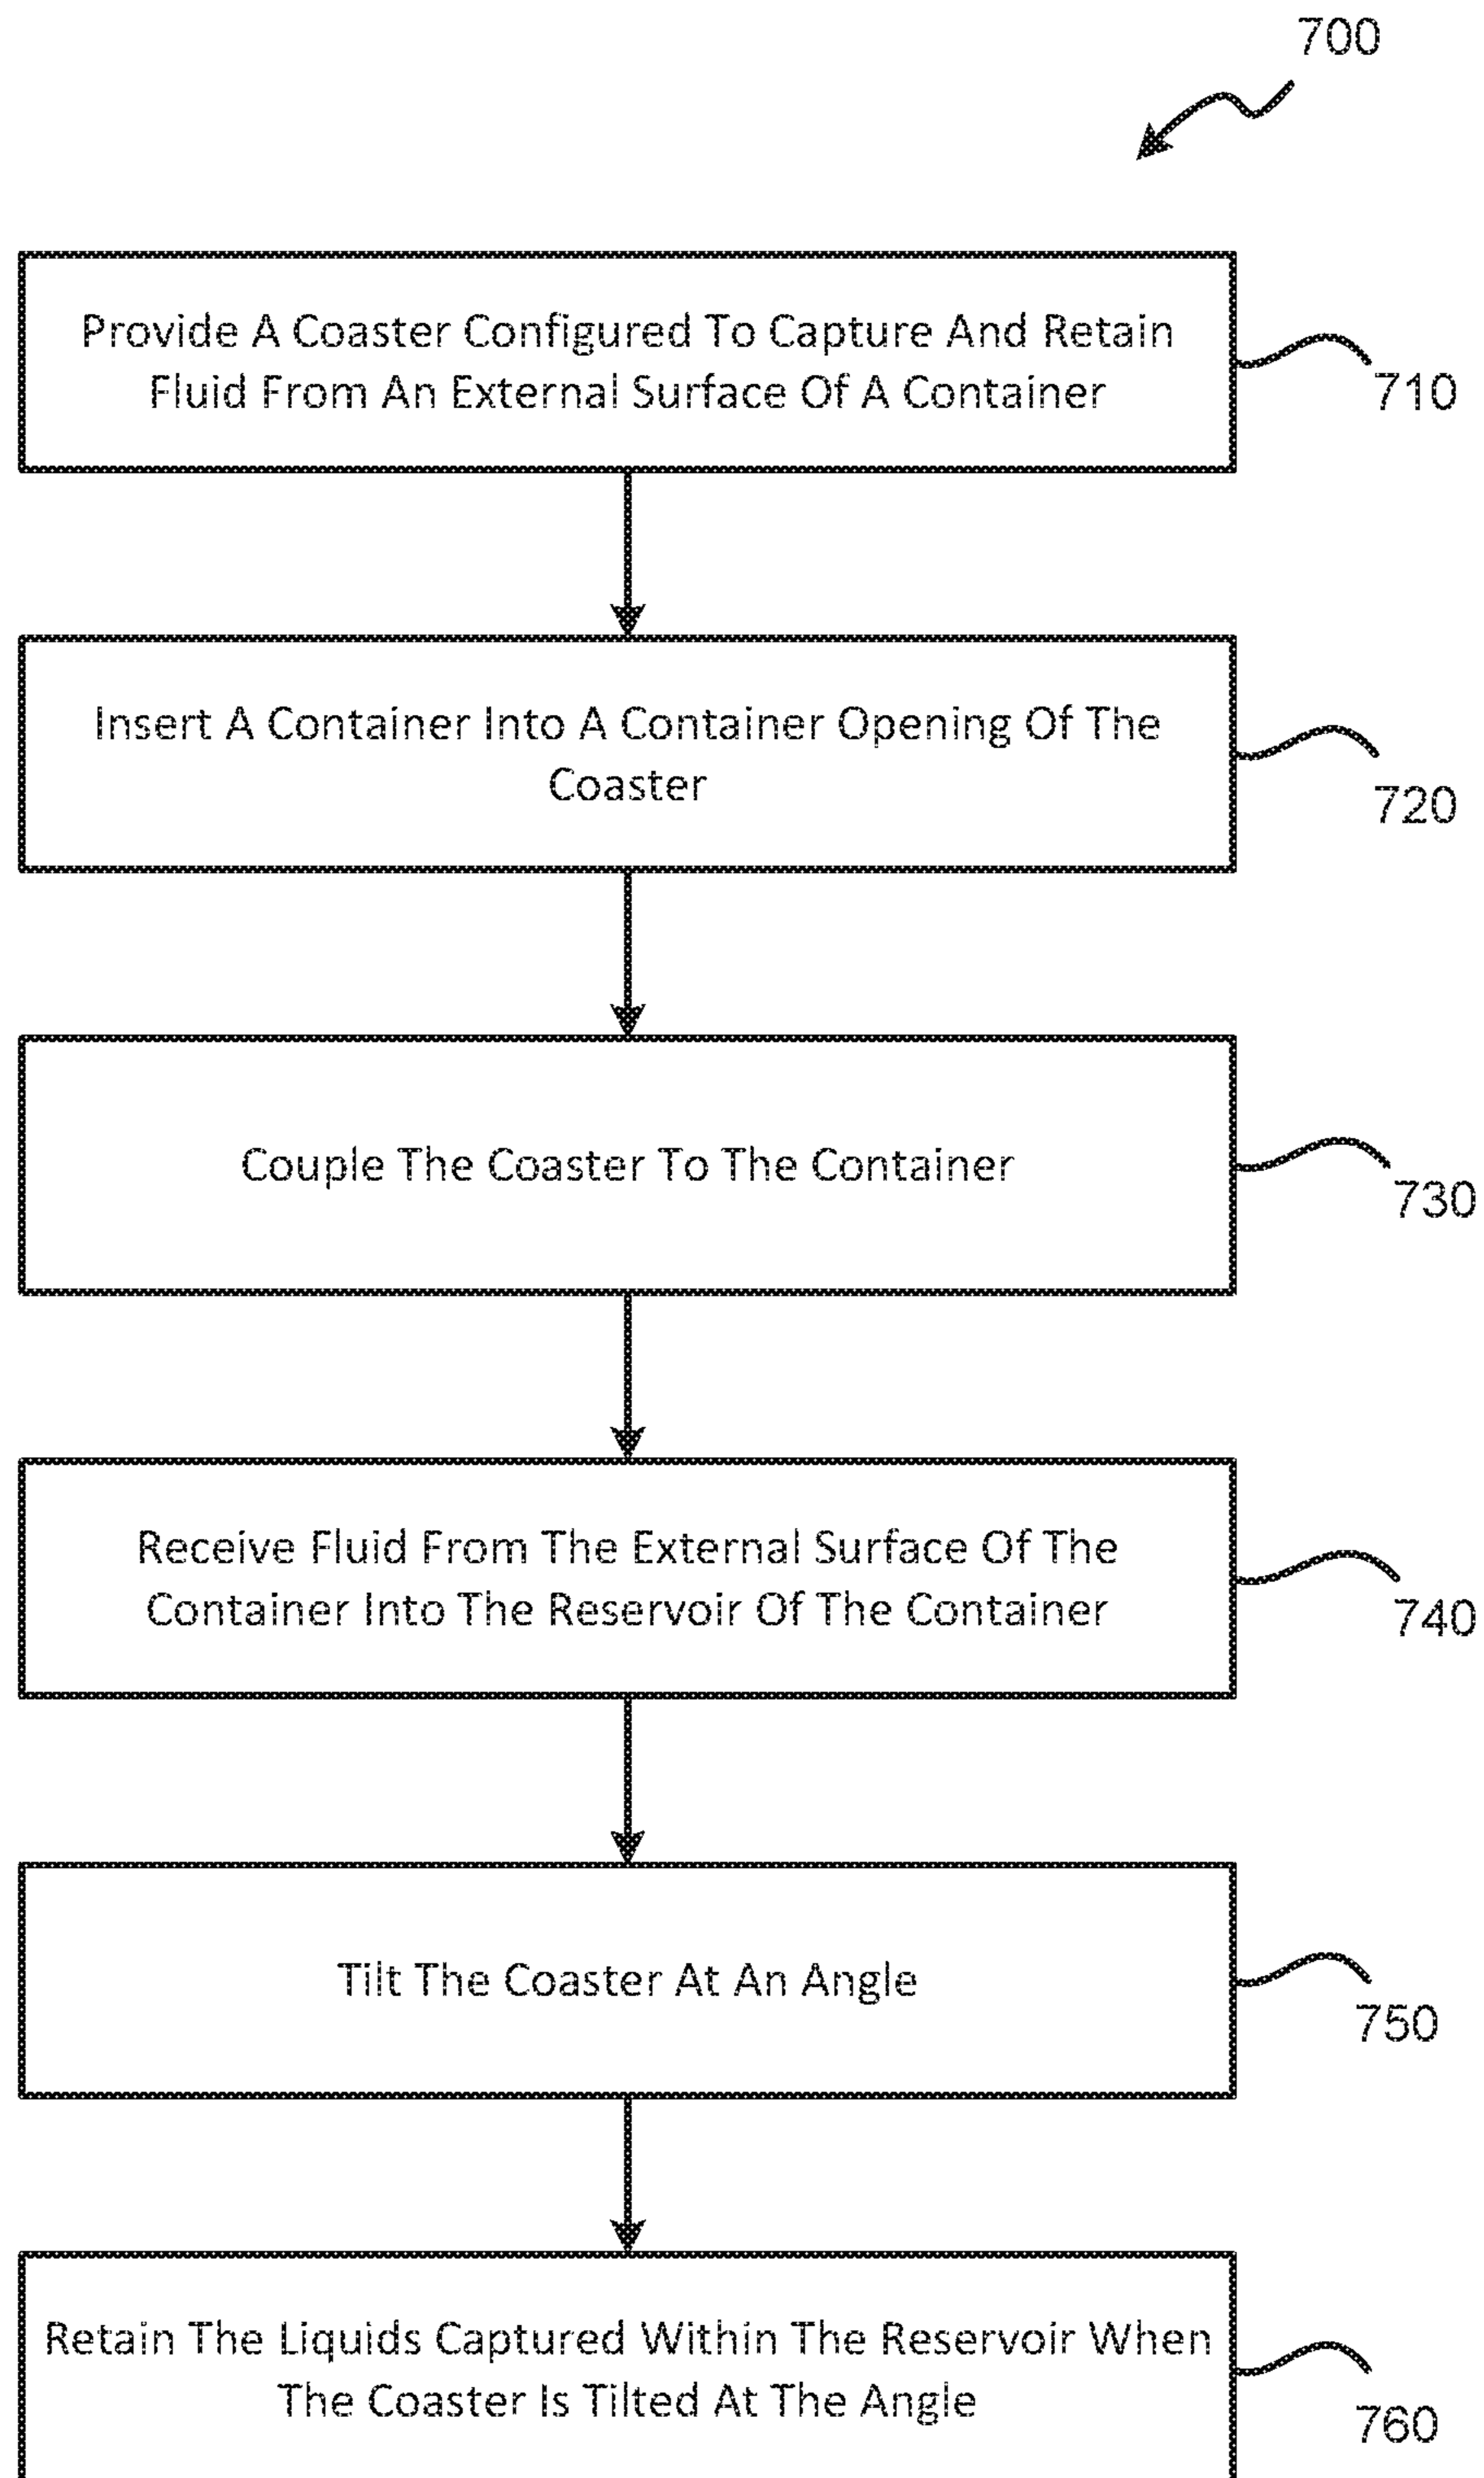 700
Provide A Coaster Configured To Capture And Retain
Fluid From An External Surface Of A Container
710
Insert A Container Into A Container Opening Of The
Coaster
720
Couple The Coaster To The Container
730
Receive Fluid From The External Surface Of The
Container Into The Reservoir Of The Container
740
Tilt The Coaster At An Angle
750
Retain The Liquids Captured Within The Reservoir When
The Coaster Is Tilted At The Angle
760